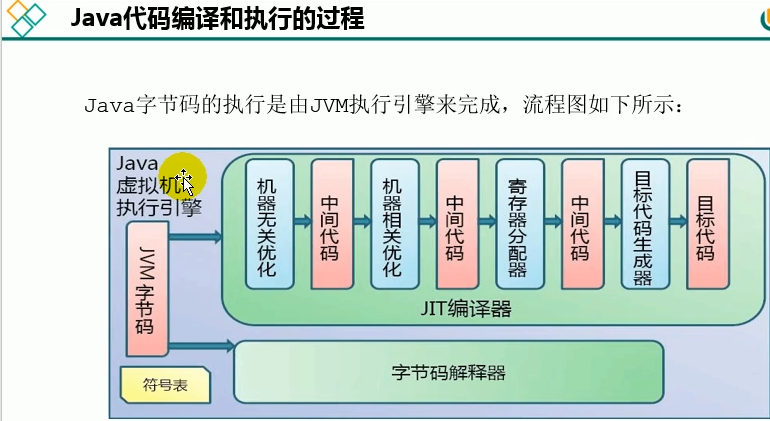 Java代码编译和执行的过程
Java字节码的执行是由JVM执行引擎来完成，流程图如下所示：
Java
虚拟机
执行引擎
JVM字节码
符号表
机器无关优化
中间代码
机器相关优化
中间代码
寄存器分配器
中间代码
目标代码生成器
目标代码
JIT编译器
字节码解释器